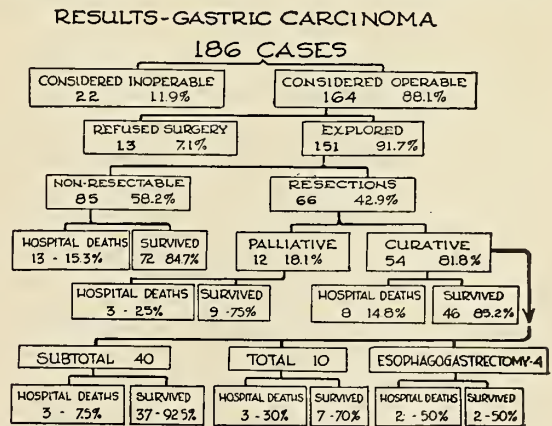 RESULTS-GASTRIC CARCINOMA
186 CASES
CONSIDERED INOPERABLE
22 11.9%
CONSIDERED OPERABLE
164 88.1%
REFUSED SURGERY
13 7.1%
EXPLORED
151 91.7%
NON-RESECTABLE
85 58.2%
RESECTIONS
66 42.9%
HOSPITAL DEATHS
13 - 15.3%
SURVIVED
72 84.7%
PALLIATIVE
12 18.1%
CURATIVE
54 81.8%
HOSPITAL DEATHS
3 - 25%
SURVIVED
9 -75%
HOSPITAL DEATHS
8 14.8%
SURVIVED
46 85.2%
SUBTOTAL 40
TOTAL 10
ESOPHAGOGASTRECTOMY-4
HOSPITAL DEATHS
3 - 7.5%
SURVIVED
37-92.5%
HOSPITAL DEATHS
3 -30%
SURVIVED
7 -70%
HOSPITAL DEATHS
2 - 50%
SURVIVED
2-50%